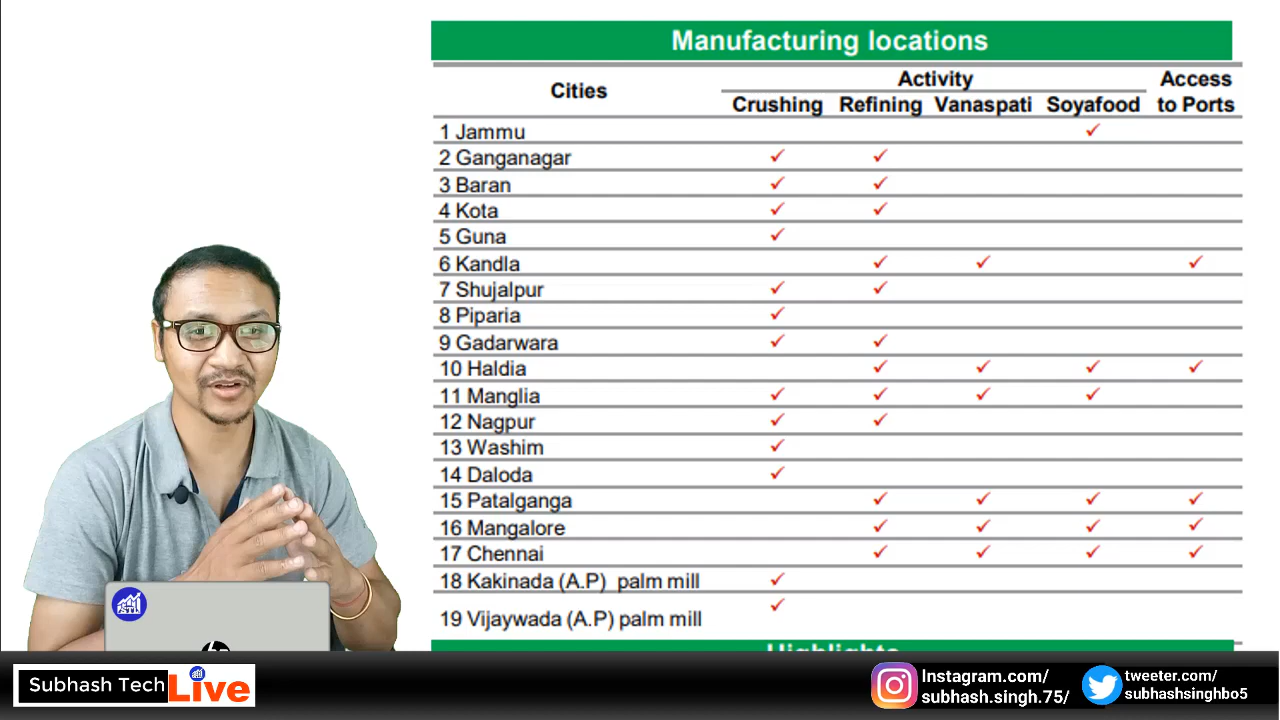 Manufacturing locations
Cities Activity Access to Ports
Crushing Refining Vanaspati Soyafood
1 Jammu ✓
2 Ganganagar ✓ ✓
3 Baran ✓ ✓
4 Kota ✓ ✓
5 Guna ✓
6 Kandla ✓ ✓ ✓
7 Shujalpur ✓ ✓
8 Piparia ✓
9 Gadarwara ✓ ✓
10 Haldia ✓ ✓ ✓ ✓
11 Manglia ✓ ✓ ✓ ✓
12 Nagpur ✓ ✓
13 Washim ✓
14 Daloda ✓
15 Patalganga ✓ ✓ ✓ ✓
16 Mangalore ✓ ✓ ✓ ✓
17 Chennai ✓ ✓ ✓ ✓
18 Kakinada (A.P) palm mill ✓
19 Vijaywada (A.P) palm mill ✓
Highlights
Subhash Tech Live
Instagram.com/
subhash.singh.75/
tweeter.com/
subhashsinghbo5